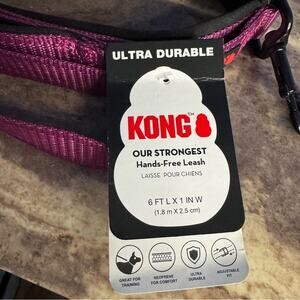 ULTRA DURABLE
KONG™
OUR STRONGEST
Hands-Free Leash
LAISSE POUR CHIENS
6 FT L X 1 IN W
(1.8 m X 2.5 cm)
GREAT FOR TRAINING
NEOPRENE FOR COMFORT
ULTRA DURABLE
ADJUSTABLE FIT